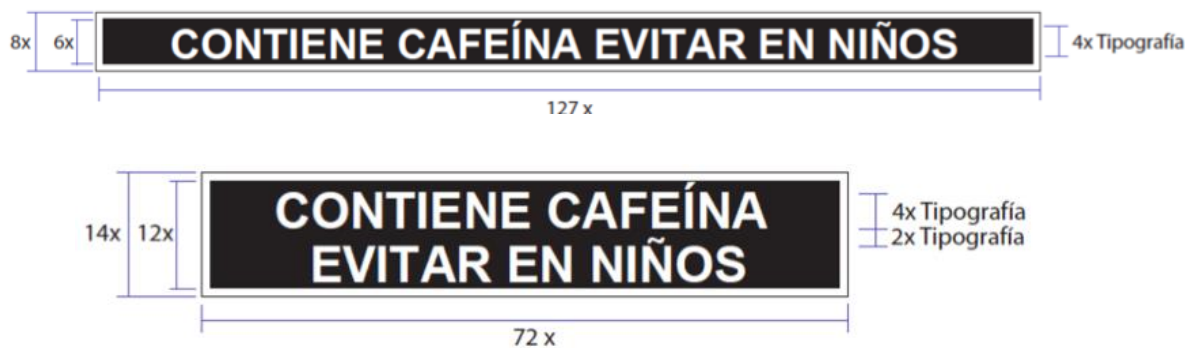 8x 6x CONTIENE CAFEÍNA EVITAR EN NIÑOS 4x Tipografía
127 x
14x 12x CONTIENE CAFEÍNA 4x Tipografía
EVITAR EN NIÑOS 2x Tipografía
72 x